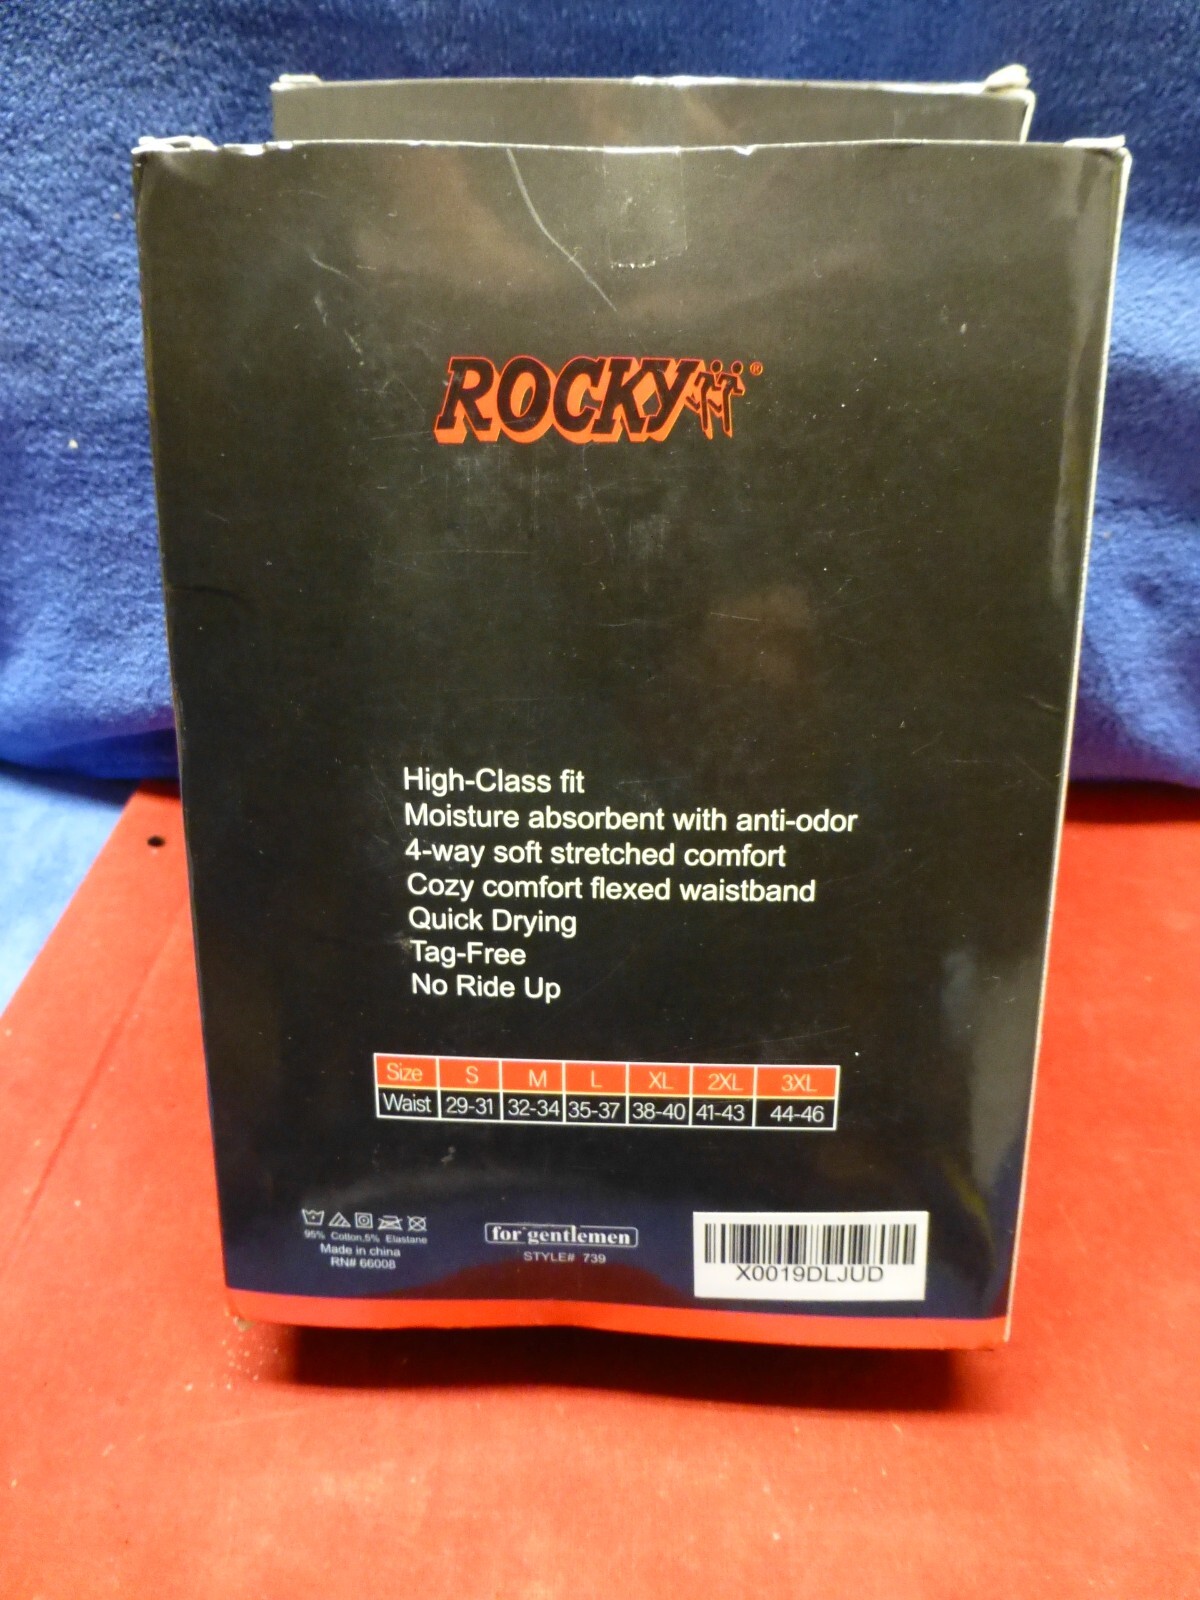 ROCKY®
High-Class fit
Moisture absorbent with anti-odor
4-way soft stretched comfort
Cozy comfort flexed waistband
Quick Drying
Tag-Free
No Ride Up
Size S M L XL 2XL 3XL
Waist 29-31 32-34 35-37 38-40 41-43 44-46
95% Cotton,5% Elastane
Made in china
RN# 66008
for gentlemen
STYLE# 739
X0019DLJUD